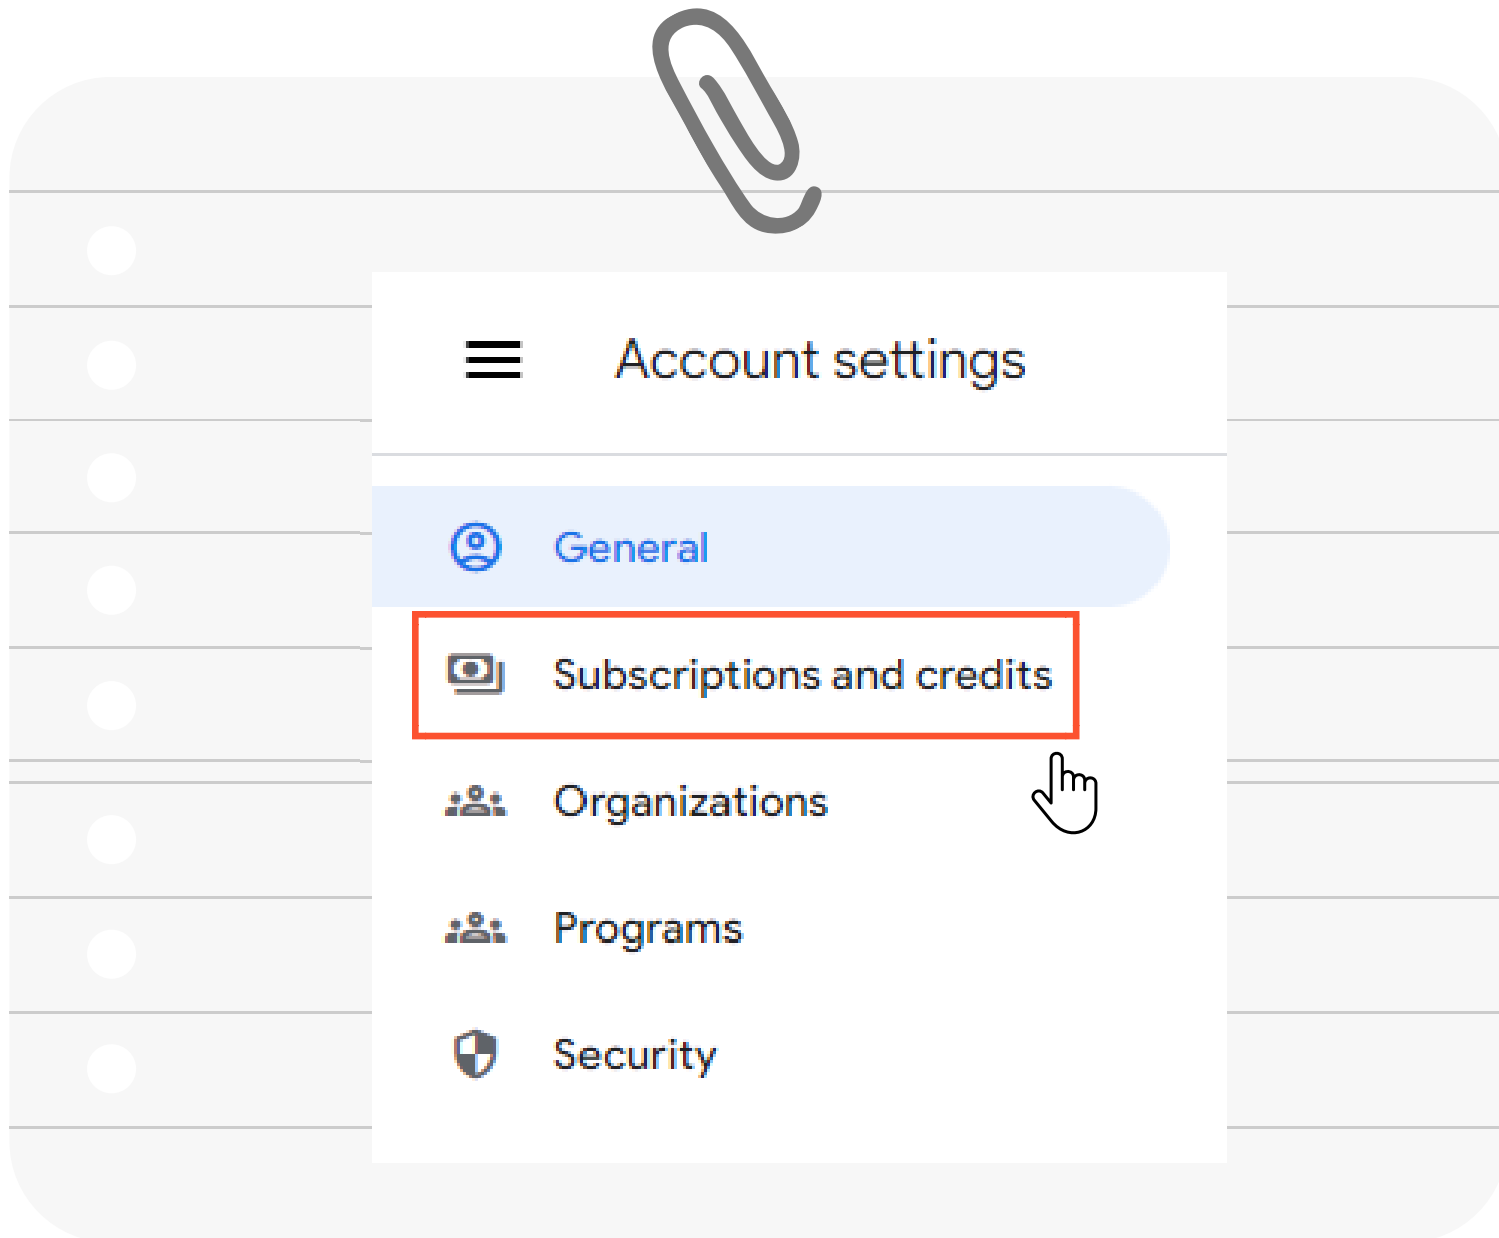 Account settings
General
Subscriptions and credits
Organizations
Programs
Security